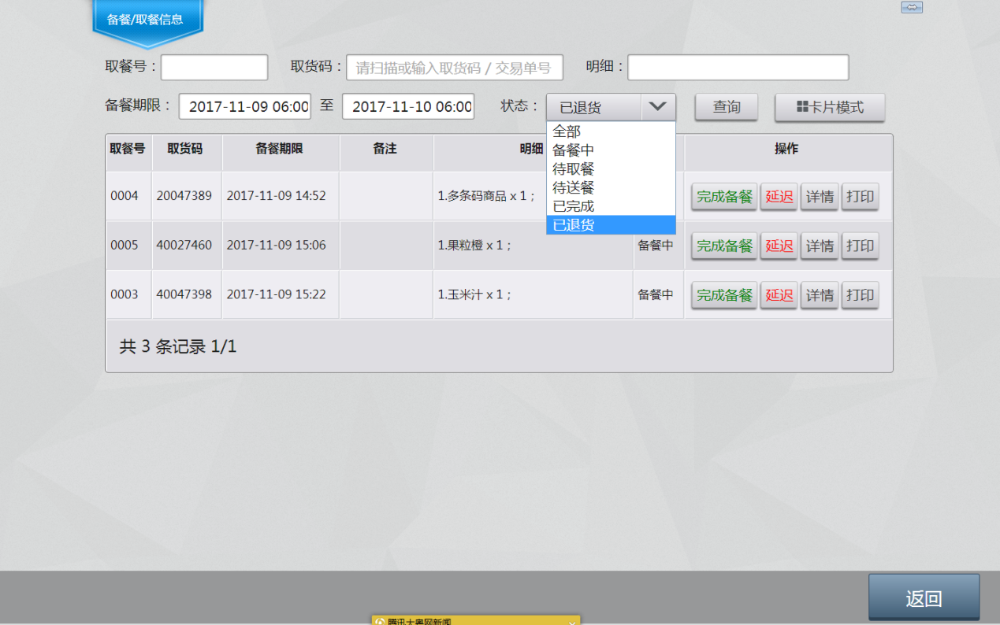 备餐/取餐信息
取餐号： 取货码： 请扫描或输入取货码 / 交易单号 明细：
备餐期限： 2017-11-09 06:00 至 2017-11-10 06:00 状态： 已退货 查询 卡片模式
全部
备餐中
待取餐
待送餐
已完成
已退货
取餐号 取货码 备餐期限 备注 明细 操作
0004 20047389 2017-11-09 14:52 1.多条码商品 x 1； 完成备餐 延迟 详情 打印
0005 40027460 2017-11-09 15:06 1.果粒橙 x 1； 备餐中 完成备餐 延迟 详情 打印
0003 40047398 2017-11-09 15:22 1.玉米汁 x 1； 备餐中 完成备餐 延迟 详情 打印
共 3 条记录 1/1
返回
腾讯大粤网新闻